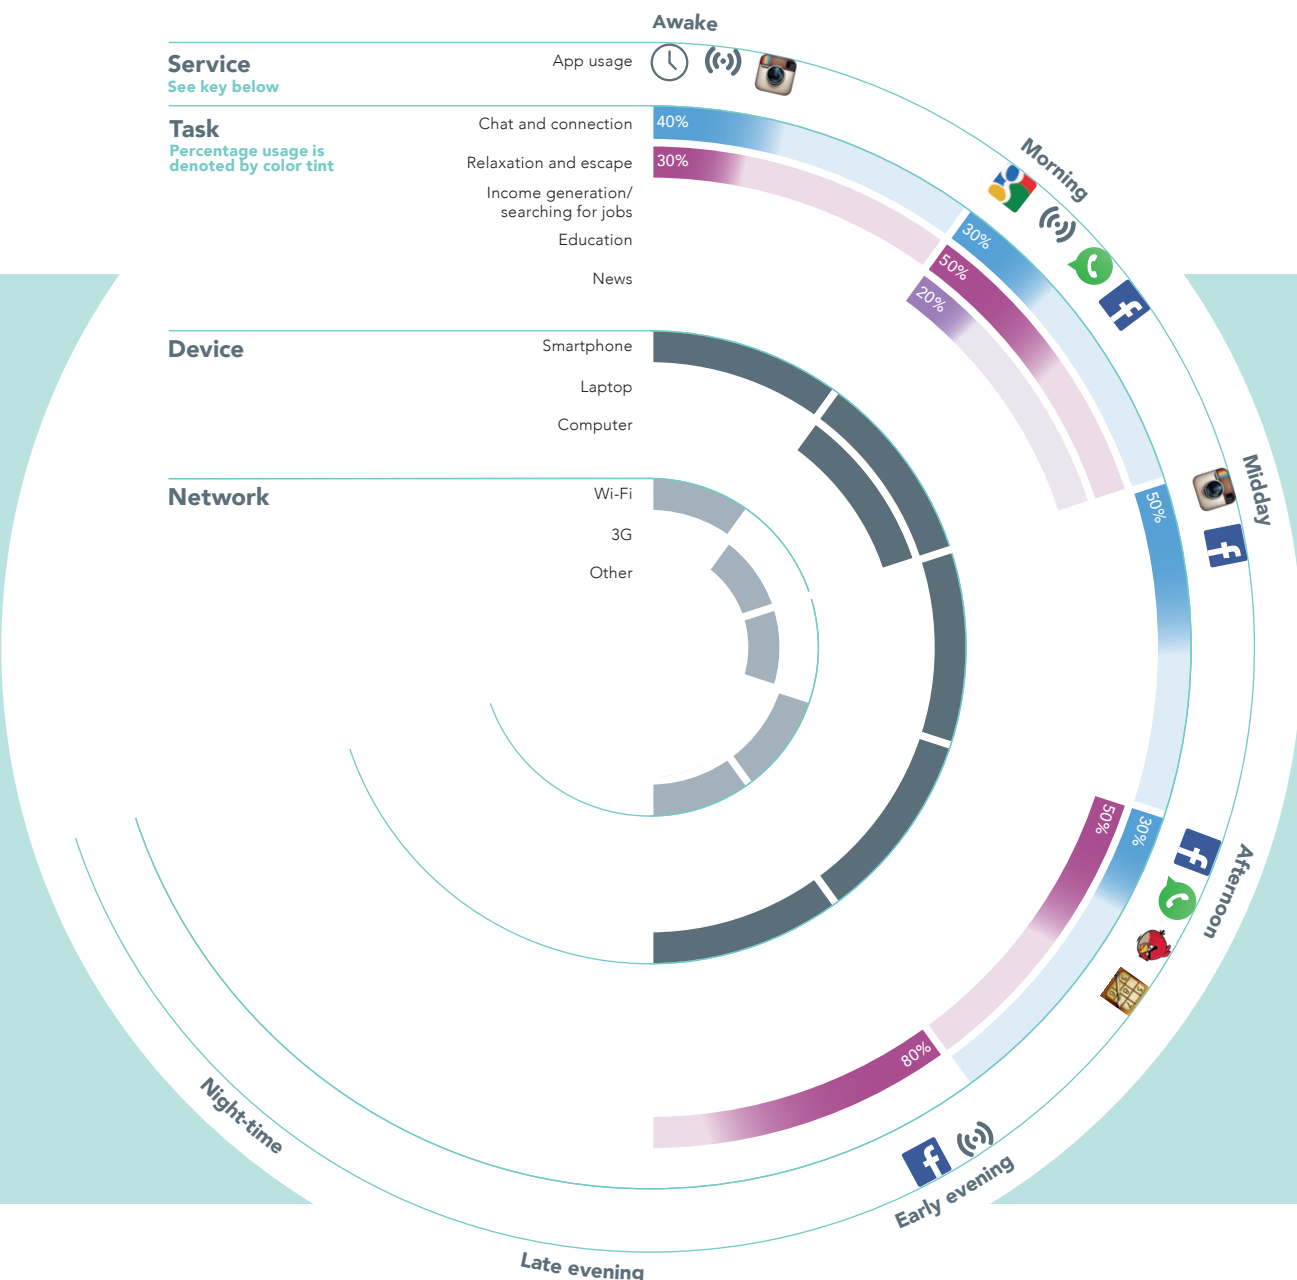 Awake
Service
See key below
App usage
Task
Percentage usage is
denoted by color tint
Chat and connection
40%
Relaxation and escape
30%
Income generation/
searching for jobs
Education
News
Morning
30%
50%
20%
Device
Smartphone
Laptop
Computer
Network
Wi-Fi
3G
Other
Midday
50%
50%
30%
Afternoon
80%
Early evening
Late evening
Night-time